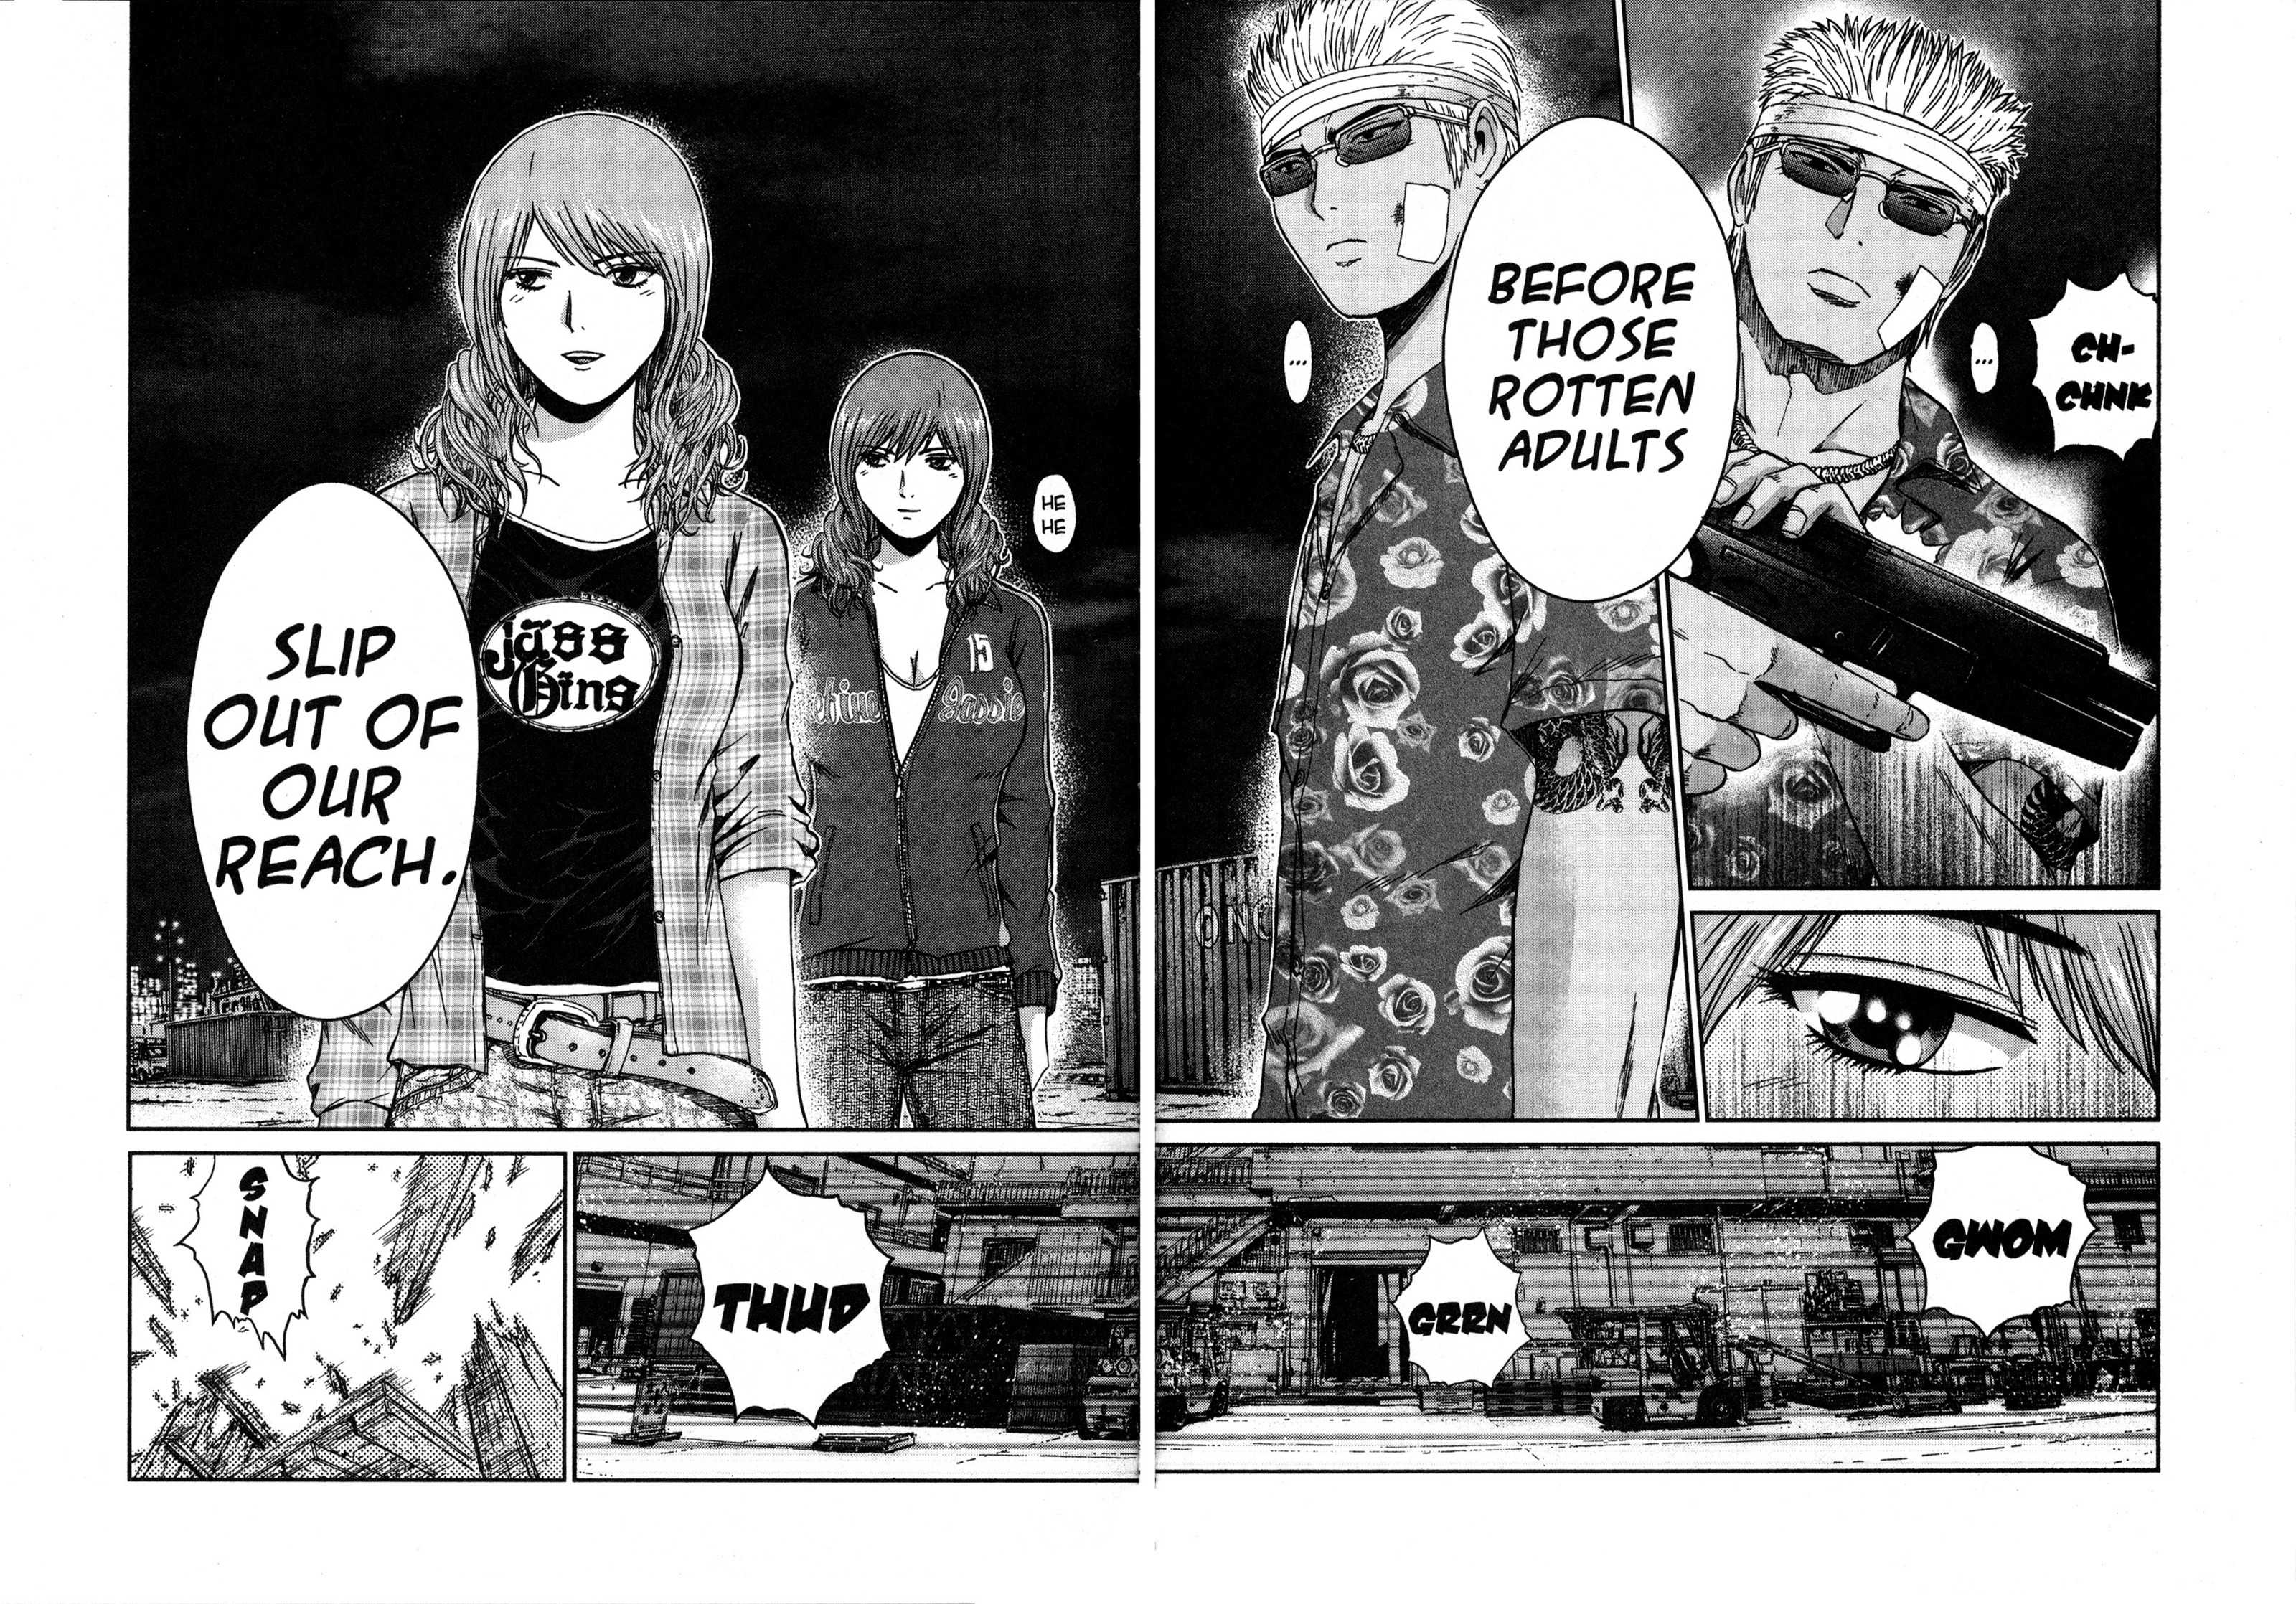 CH-
CHNK
...
BEFORE
THOSE
ROTTEN
ADULTS
...
ONO
HE
HE
15
jass
Gins
SLIP
OUT OF
OUR
REACH.
GWOM
GRRN
THUD
SNAP